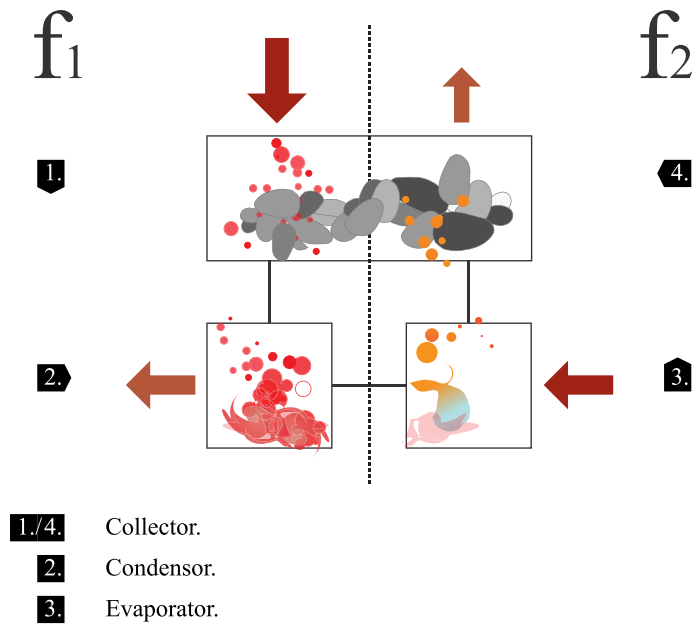 f1
f2
1.
4.
2.
3.
1./4. Collector.
2. Condensor.
3. Evaporator.